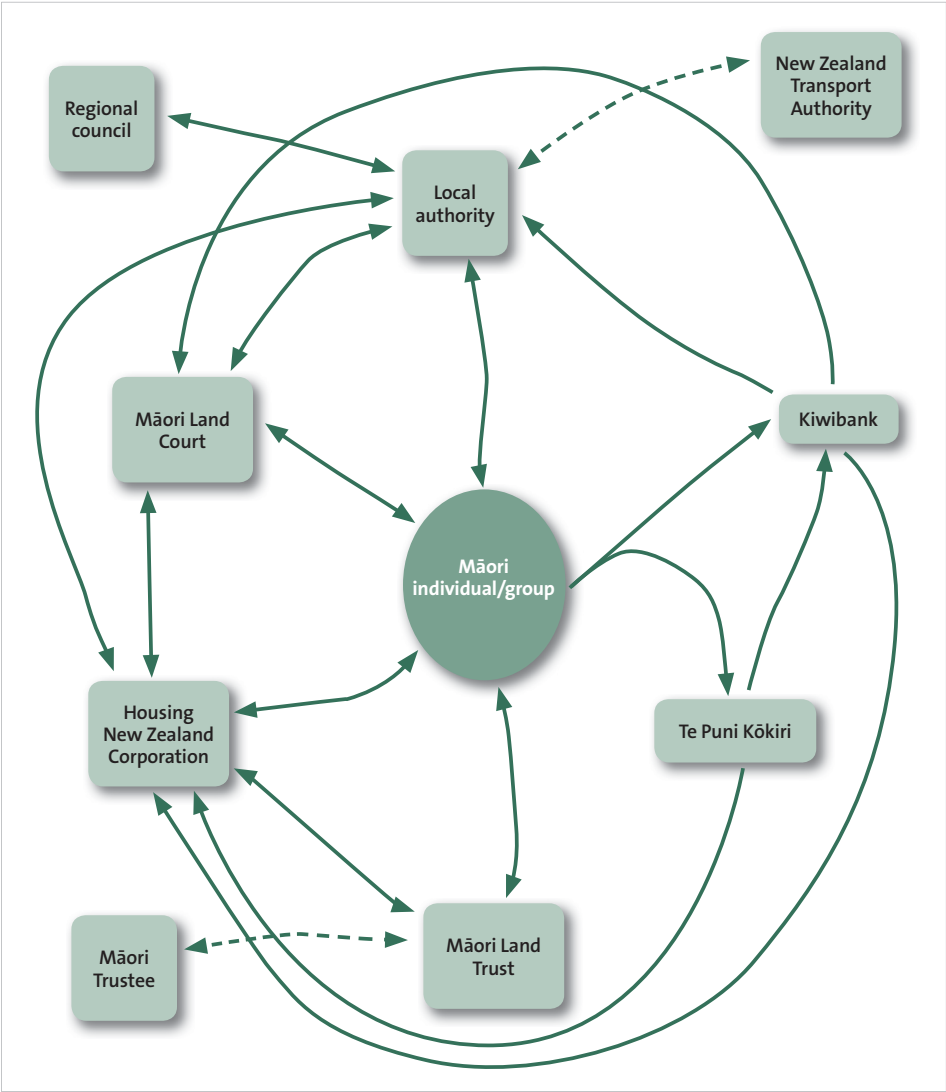 Regional
council
New Zealand
Transport
Authority
Local
authority
Māori Land
Court
Kiwibank
Māori
individual/group
Housing
New Zealand
Corporation
Te Puni Kōkiri
Māori
Trustee
Māori Land
Trust